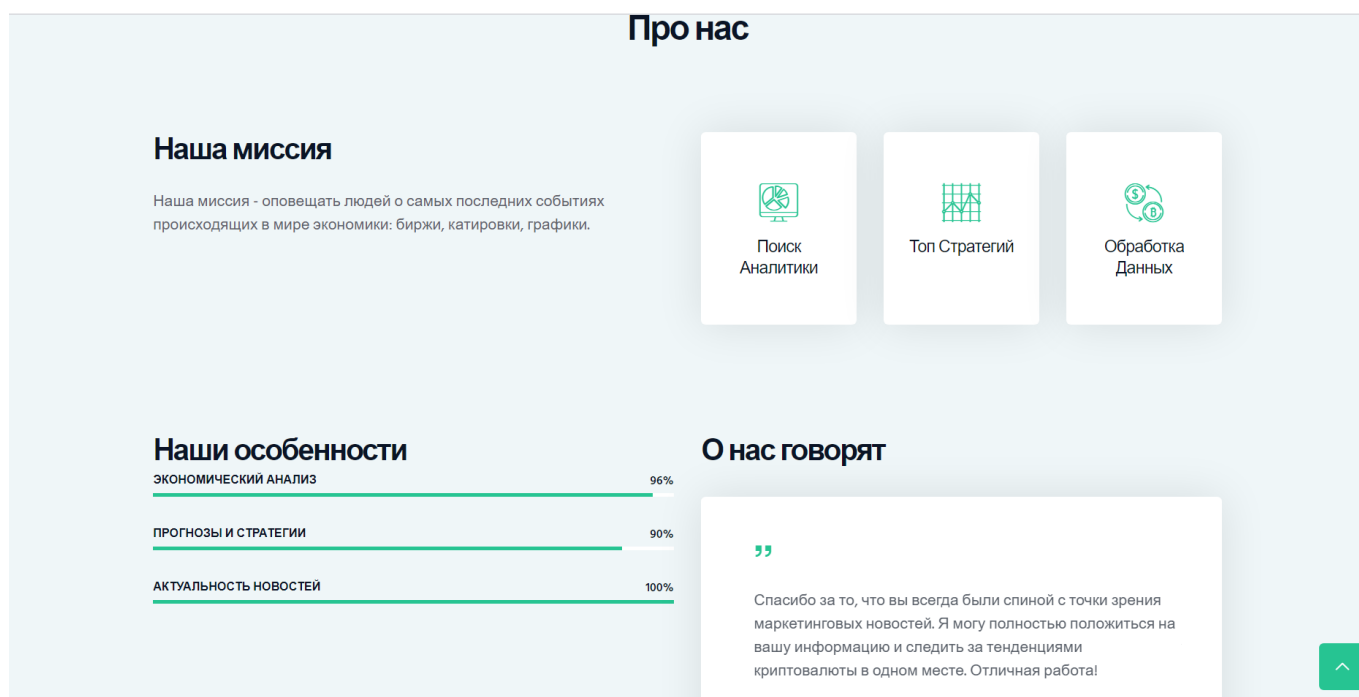 Про нас
Наша миссия
Наша миссия - оповещать людей о самых последних событиях
происходящих в мире экономики: биржи, катировки, графики.
Поиск
Аналитики
Топ Стратегий
Обработка
Данных
Наши особенности
ЭКОНОМИЧЕСКИЙ АНАЛИЗ 96%
ПРОГНОЗЫ И СТРАТЕГИИ 90%
АКТУАЛЬНОСТЬ НОВОСТЕЙ 100%
О нас говорят
”
Спасибо за то, что вы всегда были спиной с точки зрения
маркетинговых новостей. Я могу полностью положиться на
вашу информацию и следить за тенденциями
криптовалюты в одном месте. Отличная работа!